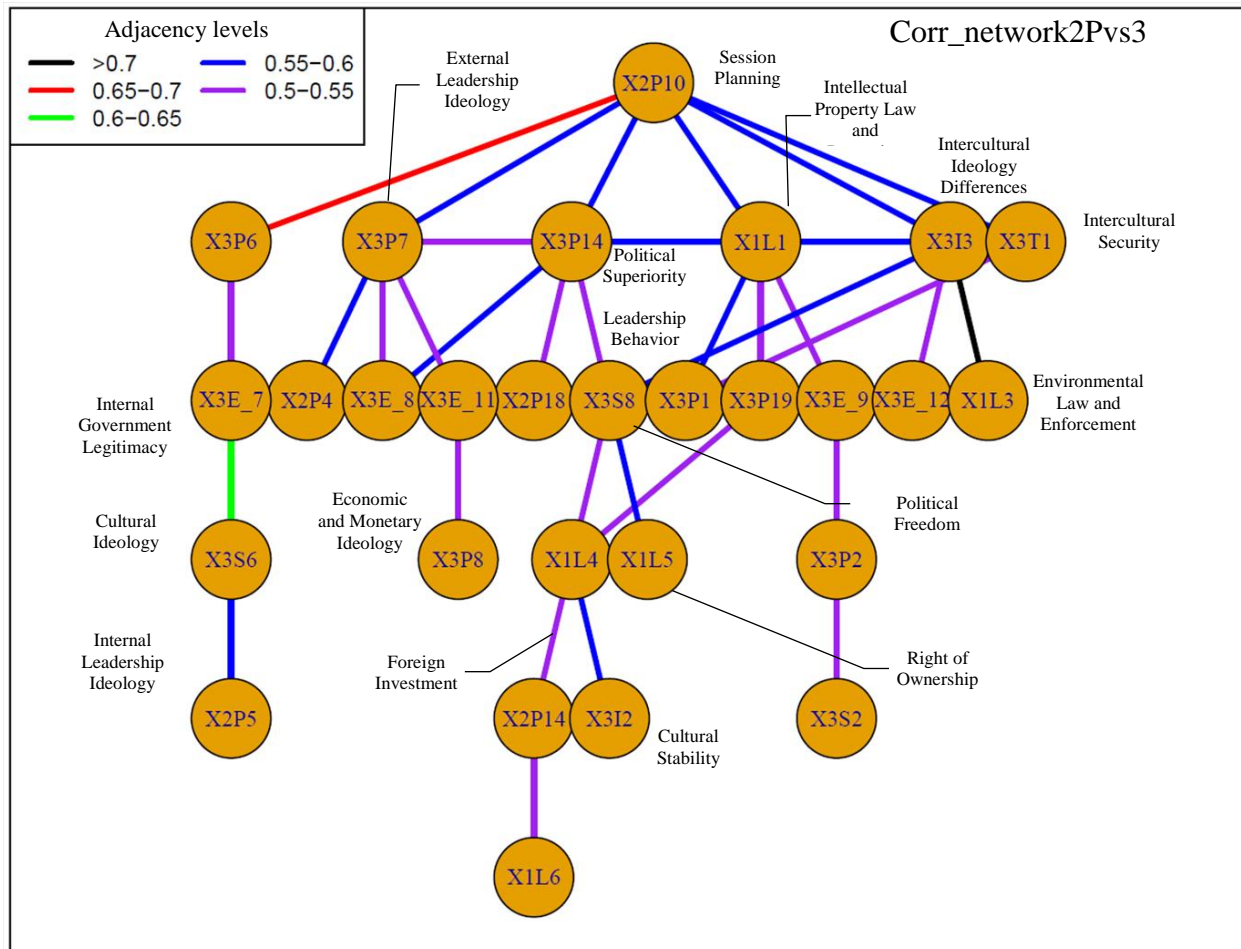 Adjacency levels
>0.7
0.55−0.6
0.65−0.7
0.5−0.55
0.6−0.65
Corr_network2Pvs3
External
Leadership
Ideology
Session
Planning
X2P10
Intellectual
Property Law
and
Intercultural
Ideology
Differences
Intercultural
Security
X3P6
X3P7
X3P14
X1L1
X3I3
X3T1
Political
Superiority
Leadership
Behavior
X3E_7
X2P4
X3E_8
X3E_11
X2P18
X3S8
X3P1
X3P19
X3E_9
X3E_12
X1L3
Internal
Government
Legitimacy
Environmental
Law and
Enforcement
Economic
and Monetary
Ideology
Political
Freedom
Cultural
Ideology
X3S6
X3P8
X1L4
X1L5
X3P2
Internal
Leadership
Ideology
Foreign
Investment
Right of
Ownership
X2P5
X2P14
X3I2
X3S2
Cultural
Stability
X1L6